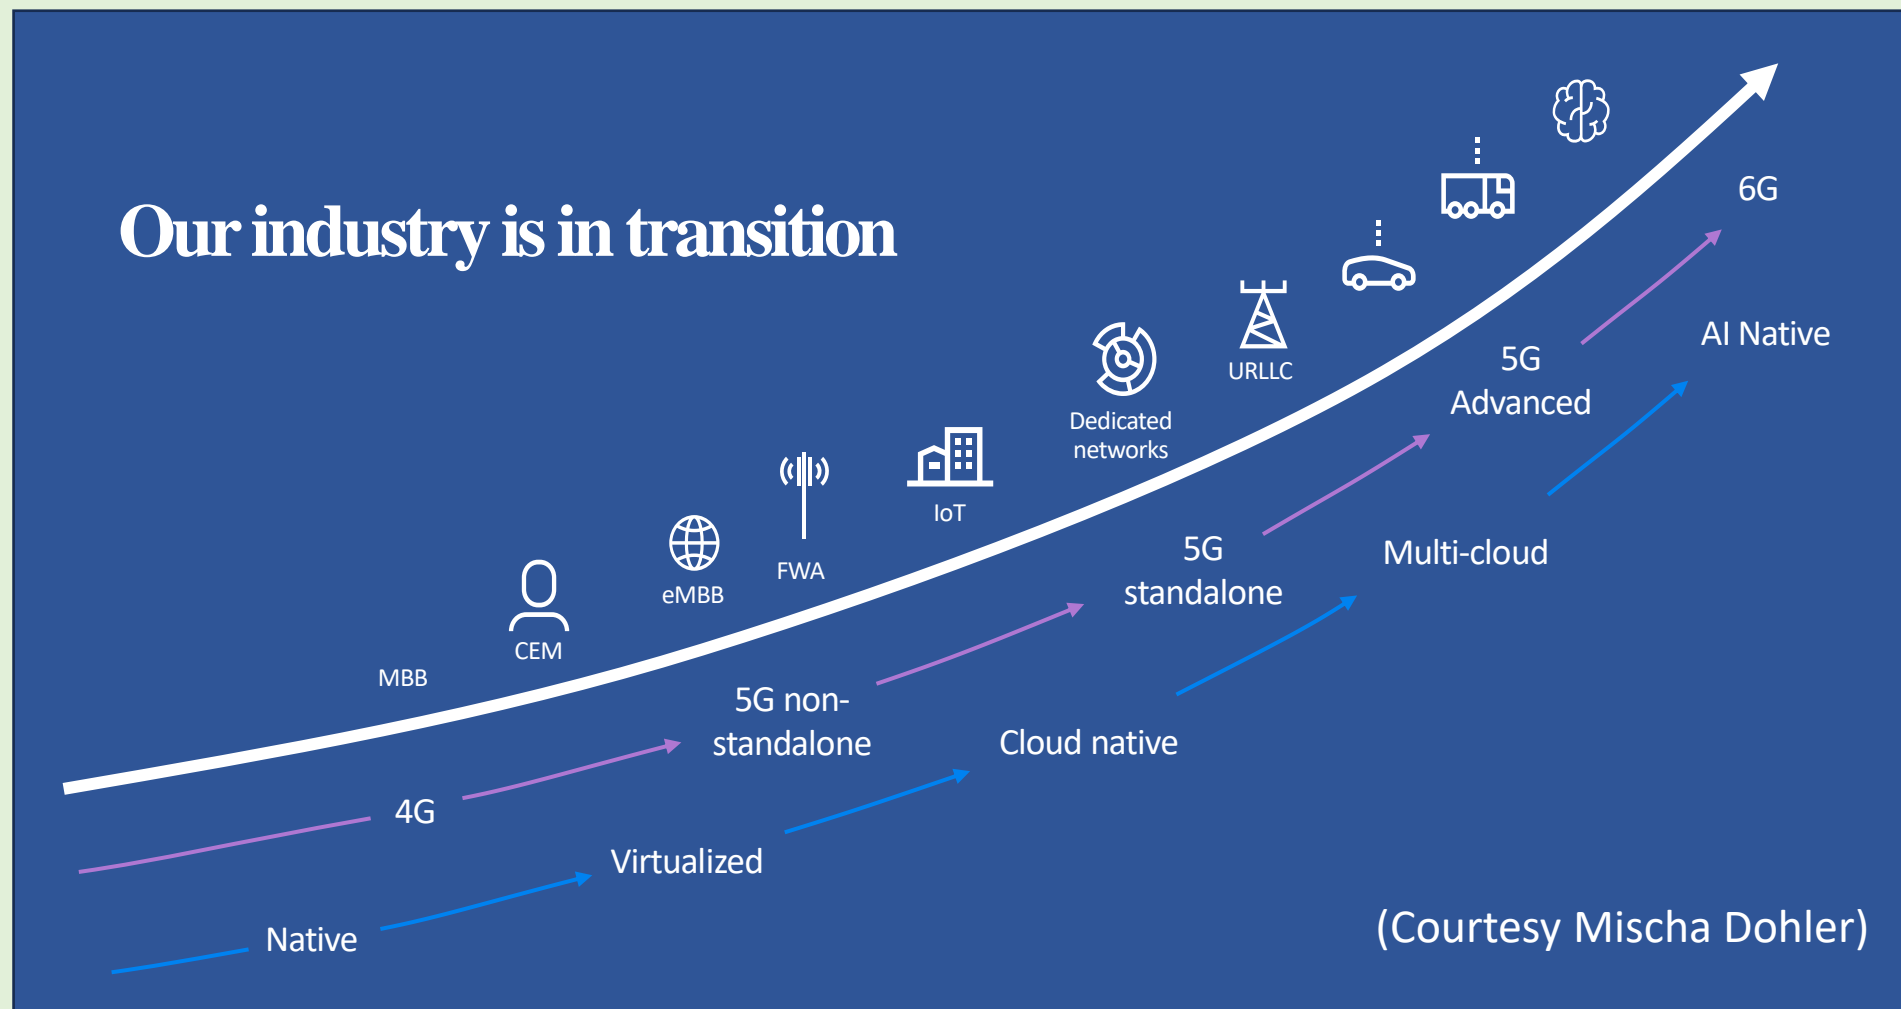 Our industry is in transition
MBB
CEM
eMBB
FWA
IoT
Dedicated
networks
URLLC
4G
5G non-
standalone
5G
standalone
5G
Advanced
6G
Native
Virtualized
Cloud native
Multi-cloud
AI Native
(Courtesy Mischa Dohler)